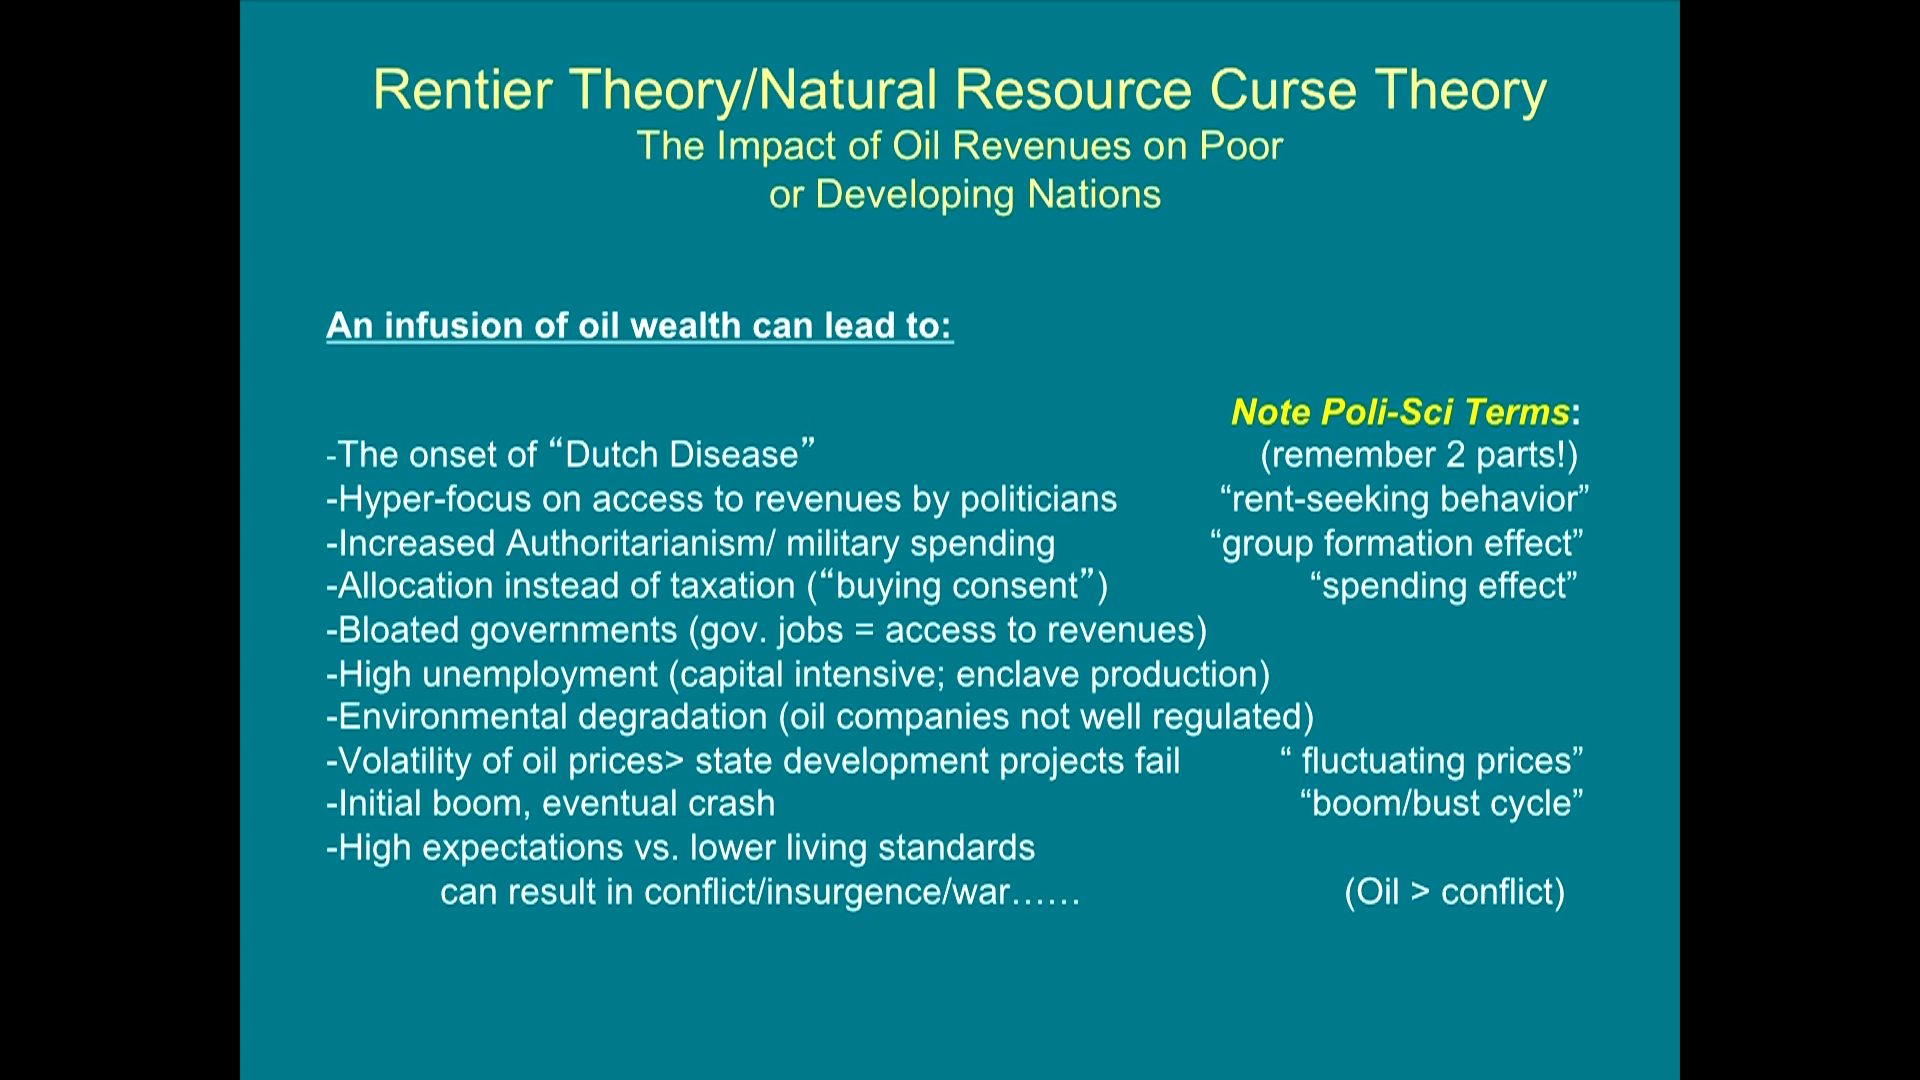 Rentier Theory/Natural Resource Curse Theory
The Impact of Oil Revenues on Poor
or Developing Nations
An infusion of oil wealth can lead to:
Note Poli-Sci Terms:
-The onset of “Dutch Disease” (remember 2 parts!)
-Hyper-focus on access to revenues by politicians “rent-seeking behavior”
-Increased Authoritarianism/ military spending “group formation effect”
-Allocation instead of taxation (“buying consent”) “spending effect”
-Bloated governments (gov. jobs = access to revenues)
-High unemployment (capital intensive; enclave production)
-Environmental degradation (oil companies not well regulated)
-Volatility of oil prices> state development projects fail “ fluctuating prices”
-Initial boom, eventual crash “boom/bust cycle”
-High expectations vs. lower living standards
can result in conflict/insurgence/war…… (Oil > conflict)